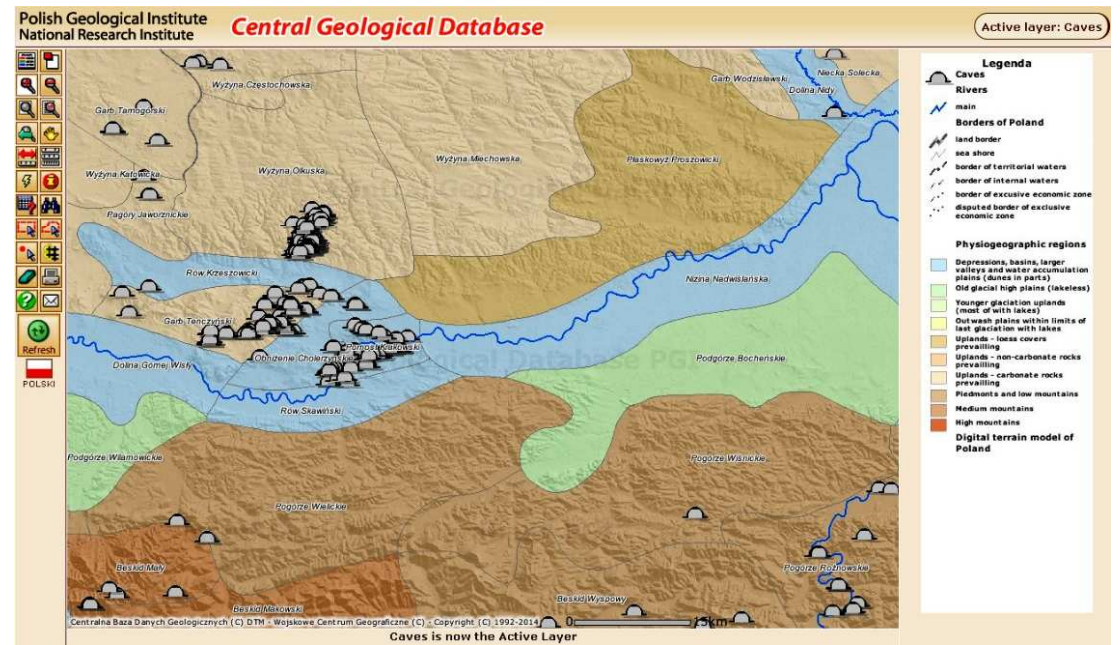 Polish Geological Institute
National Research Institute
Central Geological Database
Active layer: Caves
Wyżyna Częstochowska
Garb Wodzisławski
Niecka Solecka
Dolina Nidy
Garb Tarnogórski
Wyżyna Miechowska
Płaskowyż Proszowicki
Wyżyna Katowicka
Wyżyna Olkuska
Pagóry Jaworznickie
Rów Krzeszowicki
Nizina Nadwiślańska
Garb Tenczyński
Pomost Krakowski
Obniżenie Cholerzyńskie
Podgórze Bocheńskie
Dolina Górnej Wisły
Rów Skawiński
Podgórze Wilamowickie
Pogórze Wiśnickie
Pogórze Wielickie
Beskid Mały
Pogórze Rożnowskie
Beskid Makowski
Beskid Wyspowy
Centralna Baza Danych Geologicznych (C) DTM - Wojskowe Centrum Geograficzne (C) - Copyright (C) 1992-2014
0
15km
Caves is now the Active Layer
Refresh
POLSKI
Legenda
Caves
Rivers
main
Borders of Poland
land border
sea shore
border of territorial waters
border of internal waters
border of excusive economic zone
disputed border of exclusive
economic zone
Physiogeographic regions
Depressions, basins, larger
valleys and water accumulation
plains (dunes in parts)
Old glacial high plains (lakeless)
Younger glaciation uplands
(most of with lakes)
Outwash plains within limits of
last glaciation with lakes
Uplands - loess covers
prevailling
Uplands - non-carbonate rocks
prevailling
Uplands - carbonate rocks
prevailling
Piedmonts and low mountains
Medium mountains
High mountains
Digital terrain model of
Poland